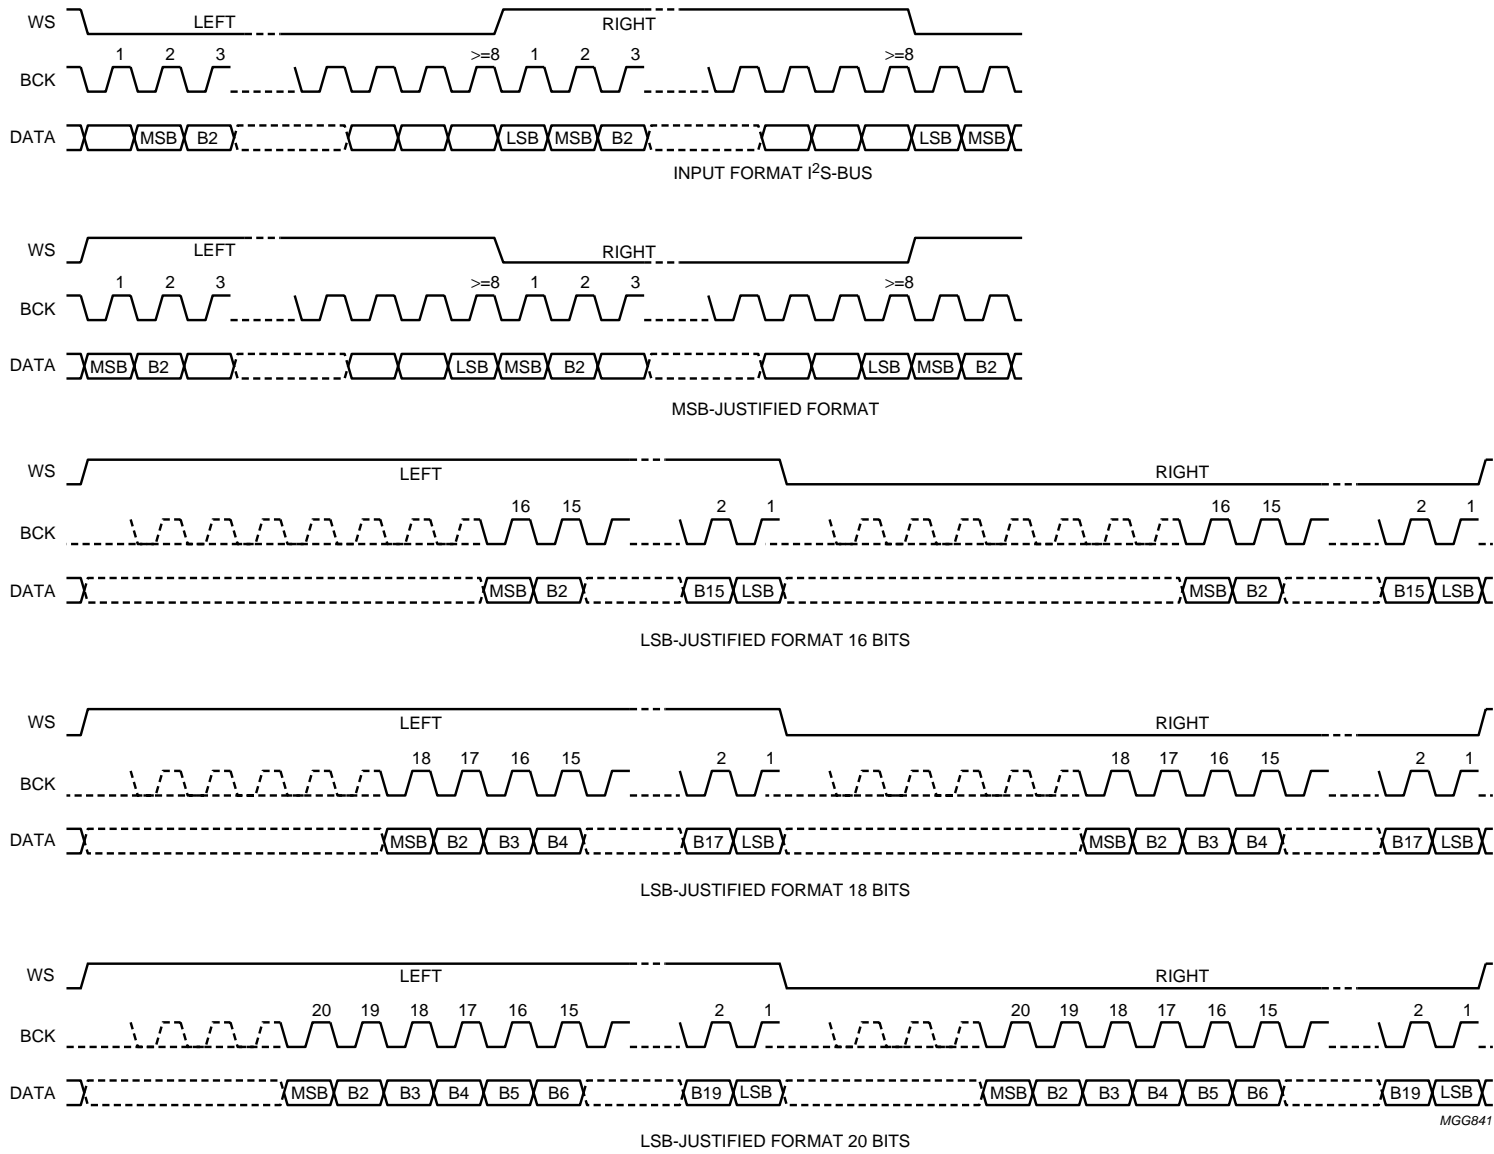 WS LEFT RIGHT
1 2 3 >=8 1 2 3 >=8
BCK
DATA MSB B2 LSB MSB B2 LSB MSB
INPUT FORMAT I²S-BUS
WS LEFT RIGHT
1 2 3 >=8 1 2 3 >=8
BCK
DATA MSB B2 LSB MSB B2 LSB MSB B2
MSB-JUSTIFIED FORMAT
WS LEFT RIGHT
16 15 2 1 16 15 2 1
BCK
DATA MSB B2 B15 LSB MSB B2 B15 LSB
LSB-JUSTIFIED FORMAT 16 BITS
WS LEFT RIGHT
18 17 16 15 2 1 18 17 16 15 2 1
BCK
DATA MSB B2 B3 B4 B17 LSB MSB B2 B3 B4 B17 LSB
LSB-JUSTIFIED FORMAT 18 BITS
WS LEFT RIGHT
20 19 18 17 16 15 2 1 20 19 18 17 16 15 2 1
BCK
DATA MSB B2 B3 B4 B5 B6 B19 LSB MSB B2 B3 B4 B5 B6 B19 LSB
MGG841
LSB-JUSTIFIED FORMAT 20 BITS